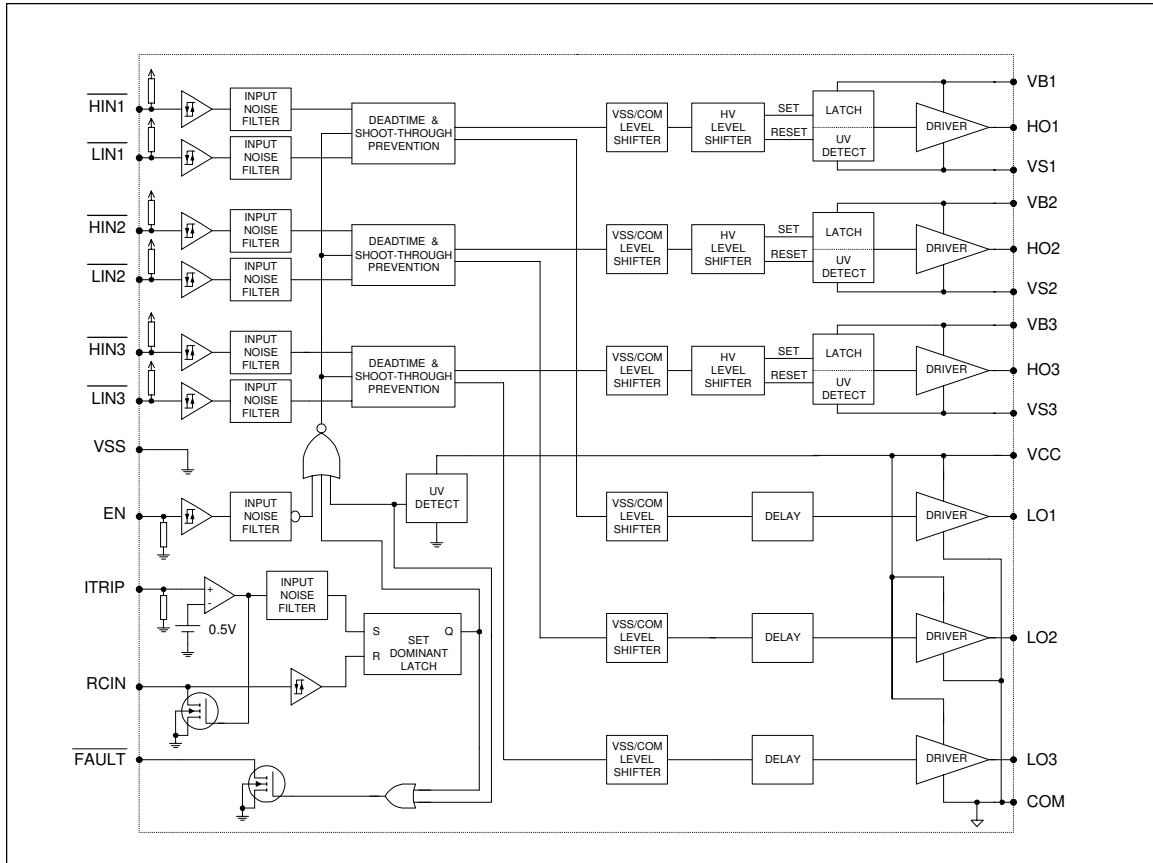 HIN1
INPUT
NOISE
FILTER
LIN1
INPUT
NOISE
FILTER
DEADTIME &
SHOOT-THROUGH
PREVENTION
VSS/COM
LEVEL
SHIFTER
HV
LEVEL
SHIFTER
SET
RESET
LATCH
UV
DETECT
DRIVER
VB1
HO1
VS1
HIN2
INPUT
NOISE
FILTER
LIN2
INPUT
NOISE
FILTER
DEADTIME &
SHOOT-THROUGH
PREVENTION
VSS/COM
LEVEL
SHIFTER
HV
LEVEL
SHIFTER
SET
RESET
LATCH
UV
DETECT
DRIVER
VB2
HO2
VS2
HIN3
INPUT
NOISE
FILTER
LIN3
INPUT
NOISE
FILTER
DEADTIME &
SHOOT-THROUGH
PREVENTION
VSS/COM
LEVEL
SHIFTER
HV
LEVEL
SHIFTER
SET
RESET
LATCH
UV
DETECT
DRIVER
VB3
HO3
VS3
VSS
VCC
EN
INPUT
NOISE
FILTER
UV
DETECT
VSS/COM
LEVEL
SHIFTER
DELAY
DRIVER
LO1
ITRIP
+
-
0.5V
INPUT
NOISE
FILTER
S
R
Q
SET
DOMINANT
LATCH
VSS/COM
LEVEL
SHIFTER
DELAY
DRIVER
LO2
RCIN
FAULT
VSS/COM
LEVEL
SHIFTER
DELAY
DRIVER
LO3
COM